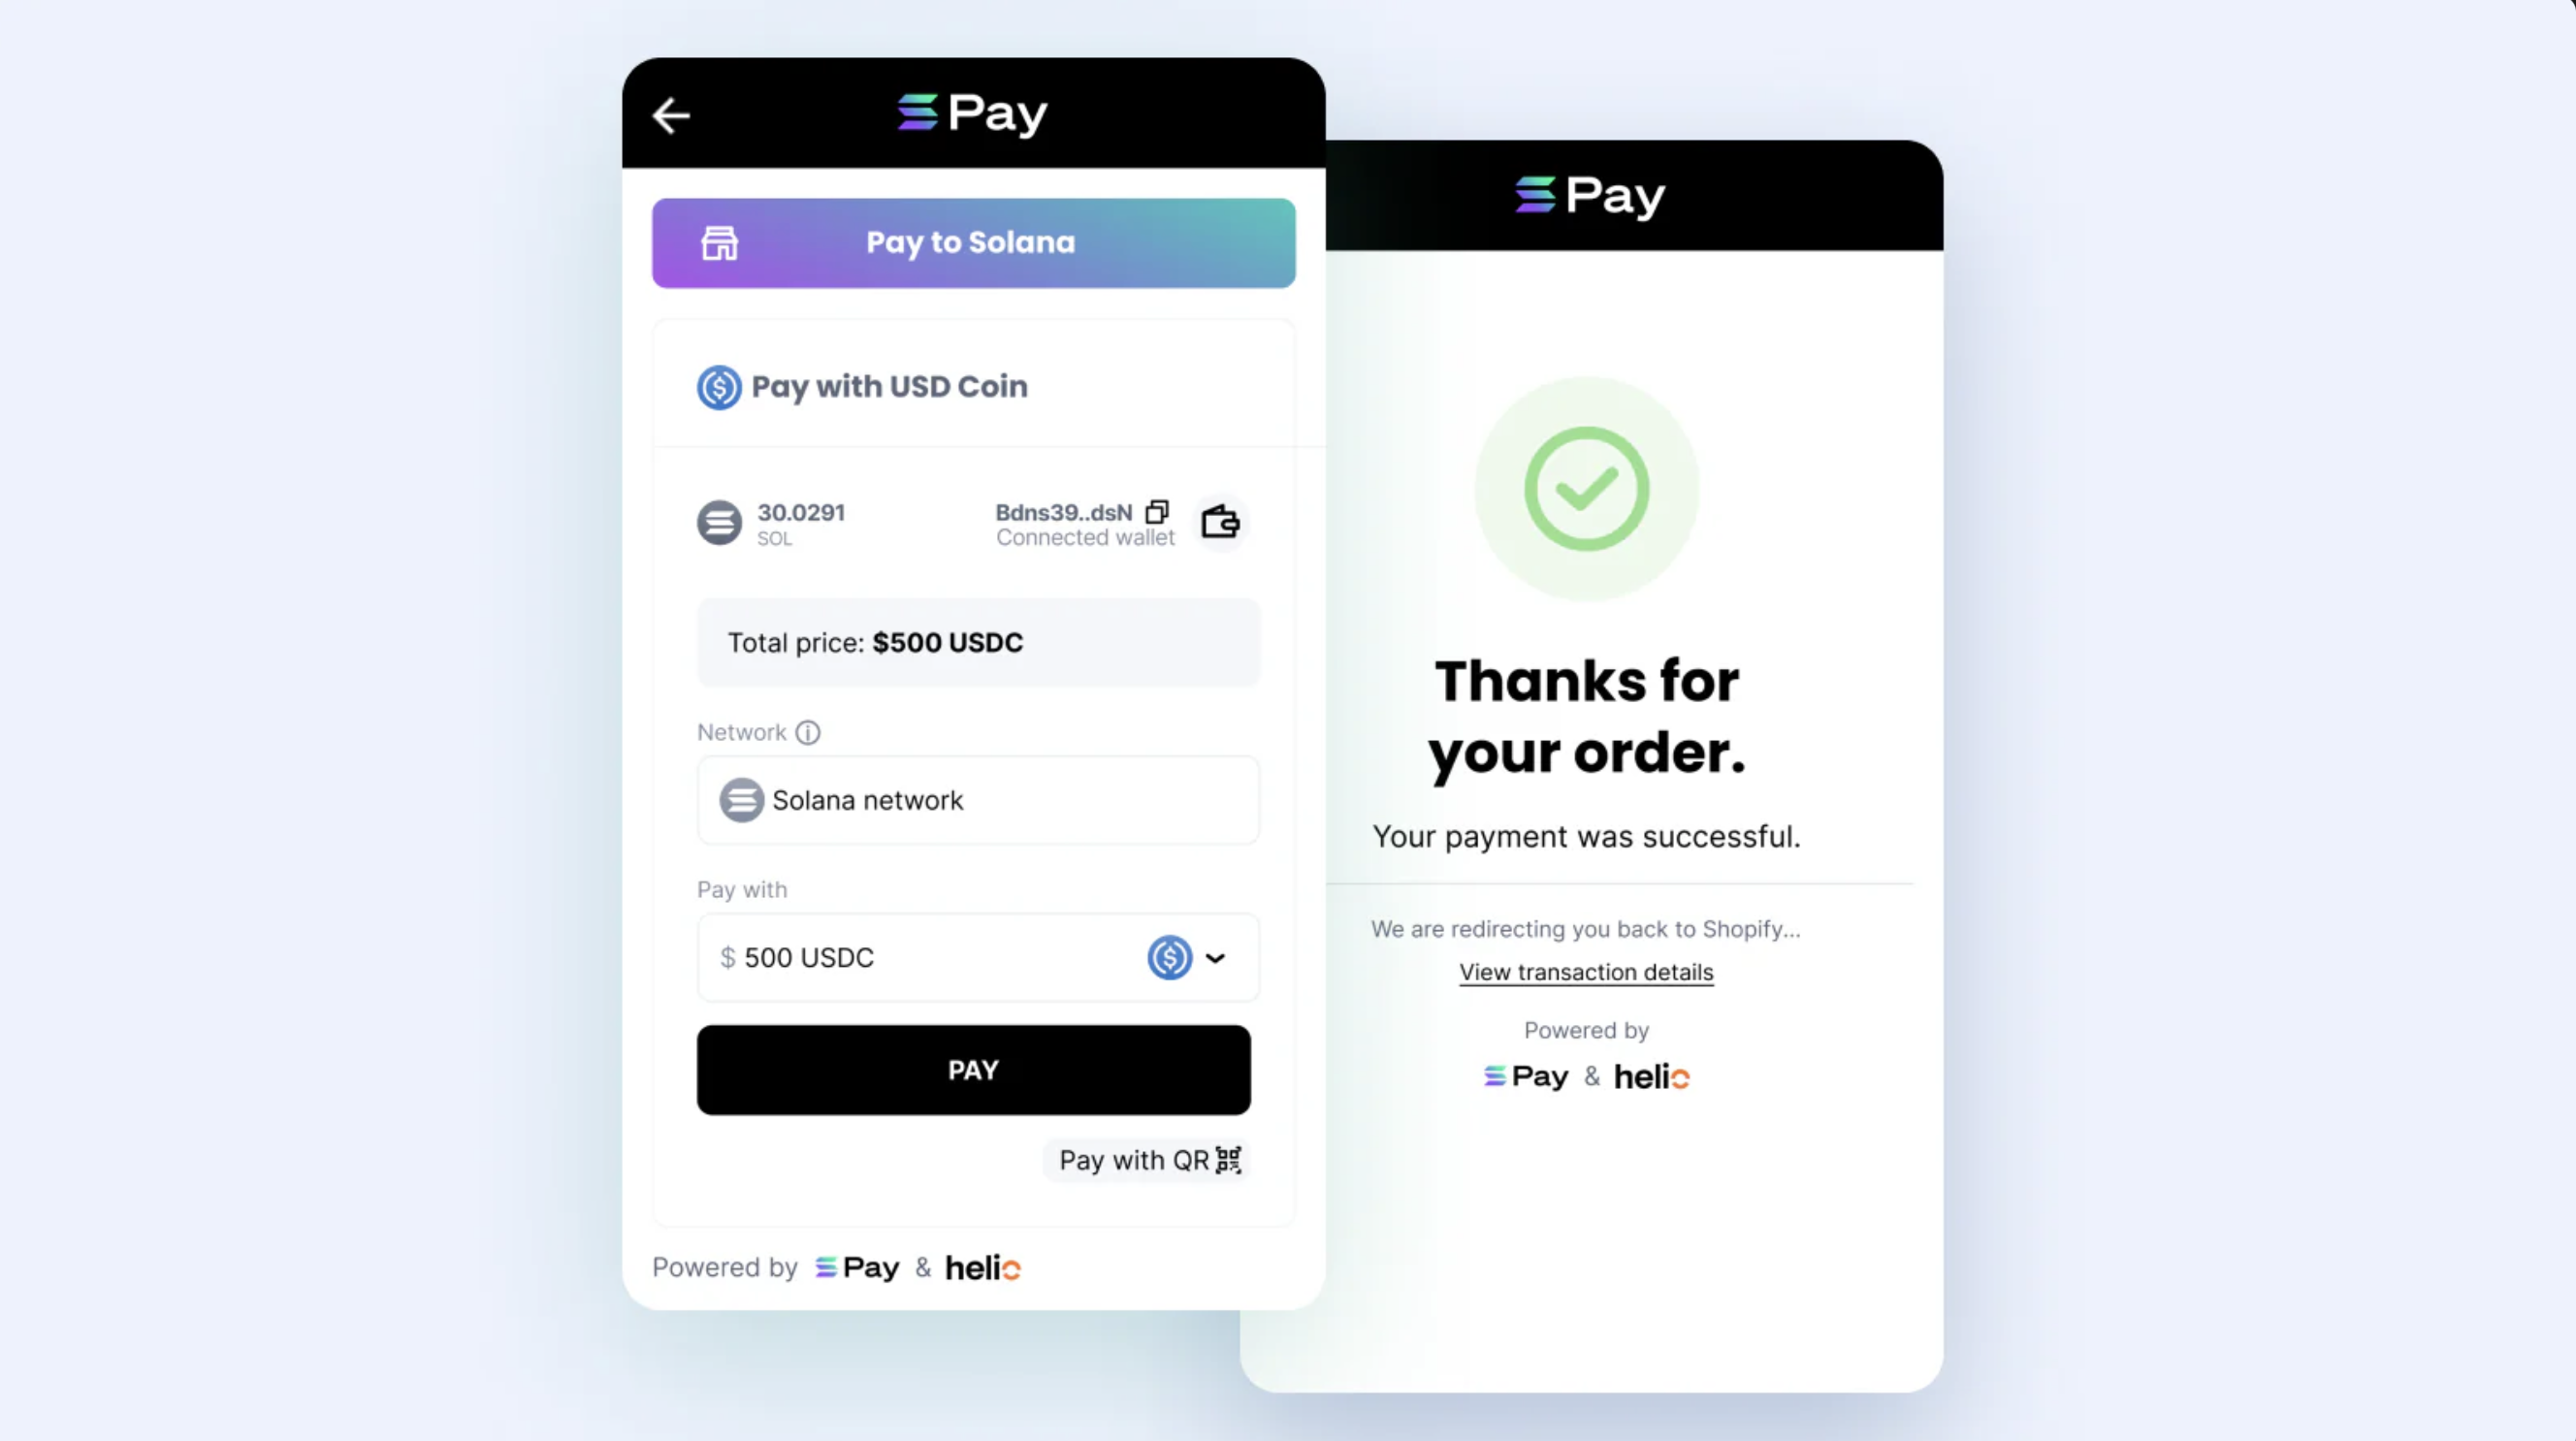 Pay
Pay to Solana
Pay with USD Coin
30.0291
SOL
Bdns39..dsN
Connected wallet
Total price: $500 USDC
Network
Solana network
Pay with
$ 500 USDC
PAY
Pay with QR
Powered by Pay & helio
Pay
Thanks for
your order.
Your payment was successful.
We are redirecting you back to Shopify...
View transaction details
Powered by
Pay & helio